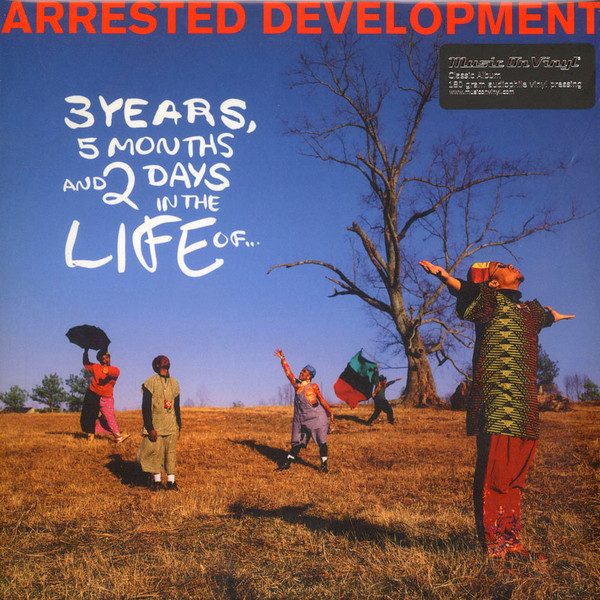 ARRESTED DEVELOPMENT
Music On Vinyl
Classic Album
180 gram audiophile vinyl pressing
www.musiconvinyl.com
3 YEARS,
5 MONTHS
AND 2 DAYS
IN THE
LIFE OF...